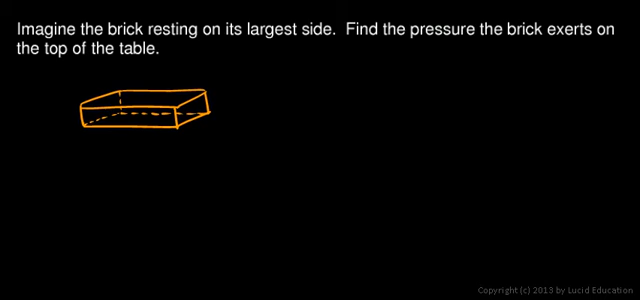 Imagine the brick resting on its largest side.  Find the pressure the brick exerts on
the top of the table.
Copyright (c) 2013 by Lucid Education